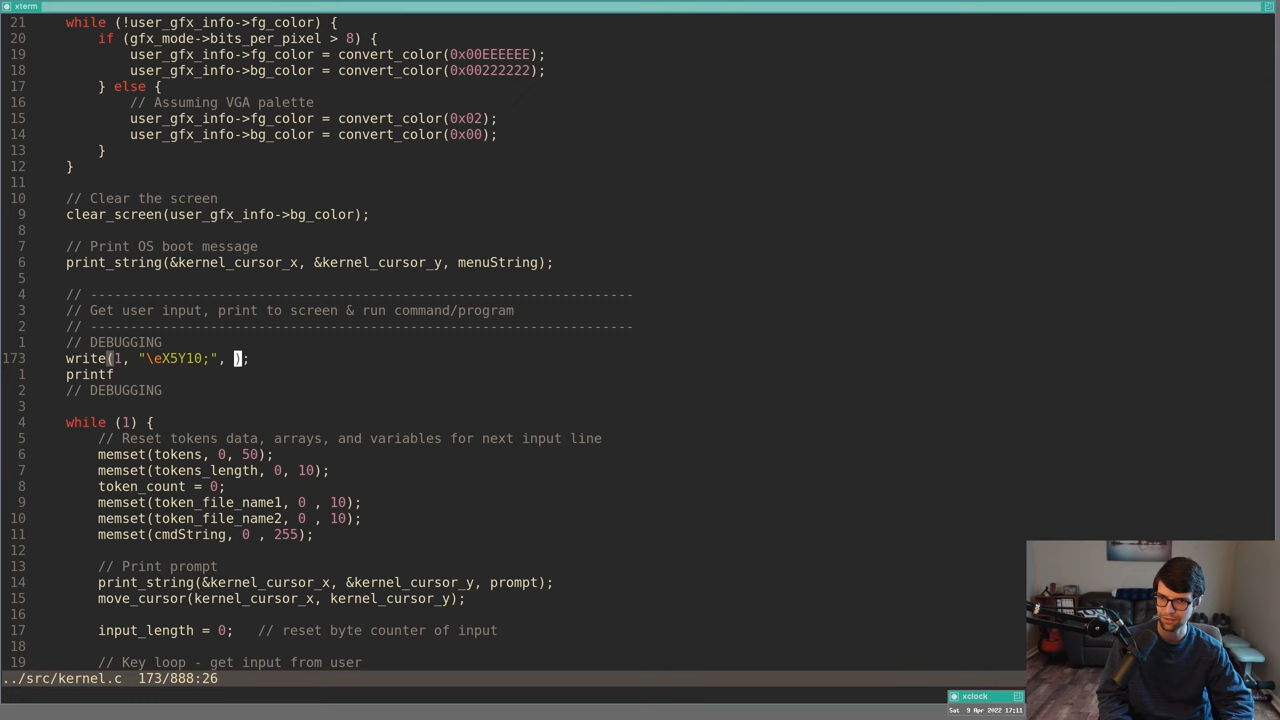 xterm
21 while (!user_gfx_info->fg_color) {
20 if (gfx_mode->bits_per_pixel > 8) {
19 user_gfx_info->fg_color = convert_color(0x00EEEEEE);
18 user_gfx_info->bg_color = convert_color(0x00222222);
17 } else {
16 // Assuming VGA palette
15 user_gfx_info->fg_color = convert_color(0x02);
14 user_gfx_info->bg_color = convert_color(0x00);
13 }
12 }
11
10 // Clear the screen
9 clear_screen(user_gfx_info->bg_color);
8
7 // Print OS boot message
6 print_string(&kernel_cursor_x, &kernel_cursor_y, menuString);
5
4 // --------------------------------------------------------------------
3 // Get user input, print to screen & run command/program
2 // --------------------------------------------------------------------
1 // DEBUGGING
173 write(1, "\eX5Y10;", );
1 printf
2 // DEBUGGING
3
4 while (1) {
5 // Reset tokens data, arrays, and variables for next input line
6 memset(tokens, 0, 50);
7 memset(tokens_length, 0, 10);
8 token_count = 0;
9 memset(token_file_name1, 0 , 10);
10 memset(token_file_name2, 0 , 10);
11 memset(cmdString, 0 , 255);
12
13 // Print prompt
14 print_string(&kernel_cursor_x, &kernel_cursor_y, prompt);
15 move_cursor(kernel_cursor_x, kernel_cursor_y);
16
17 input_length = 0; // reset byte counter of input
18
19 // Key loop - get input from user
../src/kernel.c 173/888:26
xclock
Sat 9 Apr 2022 17:11